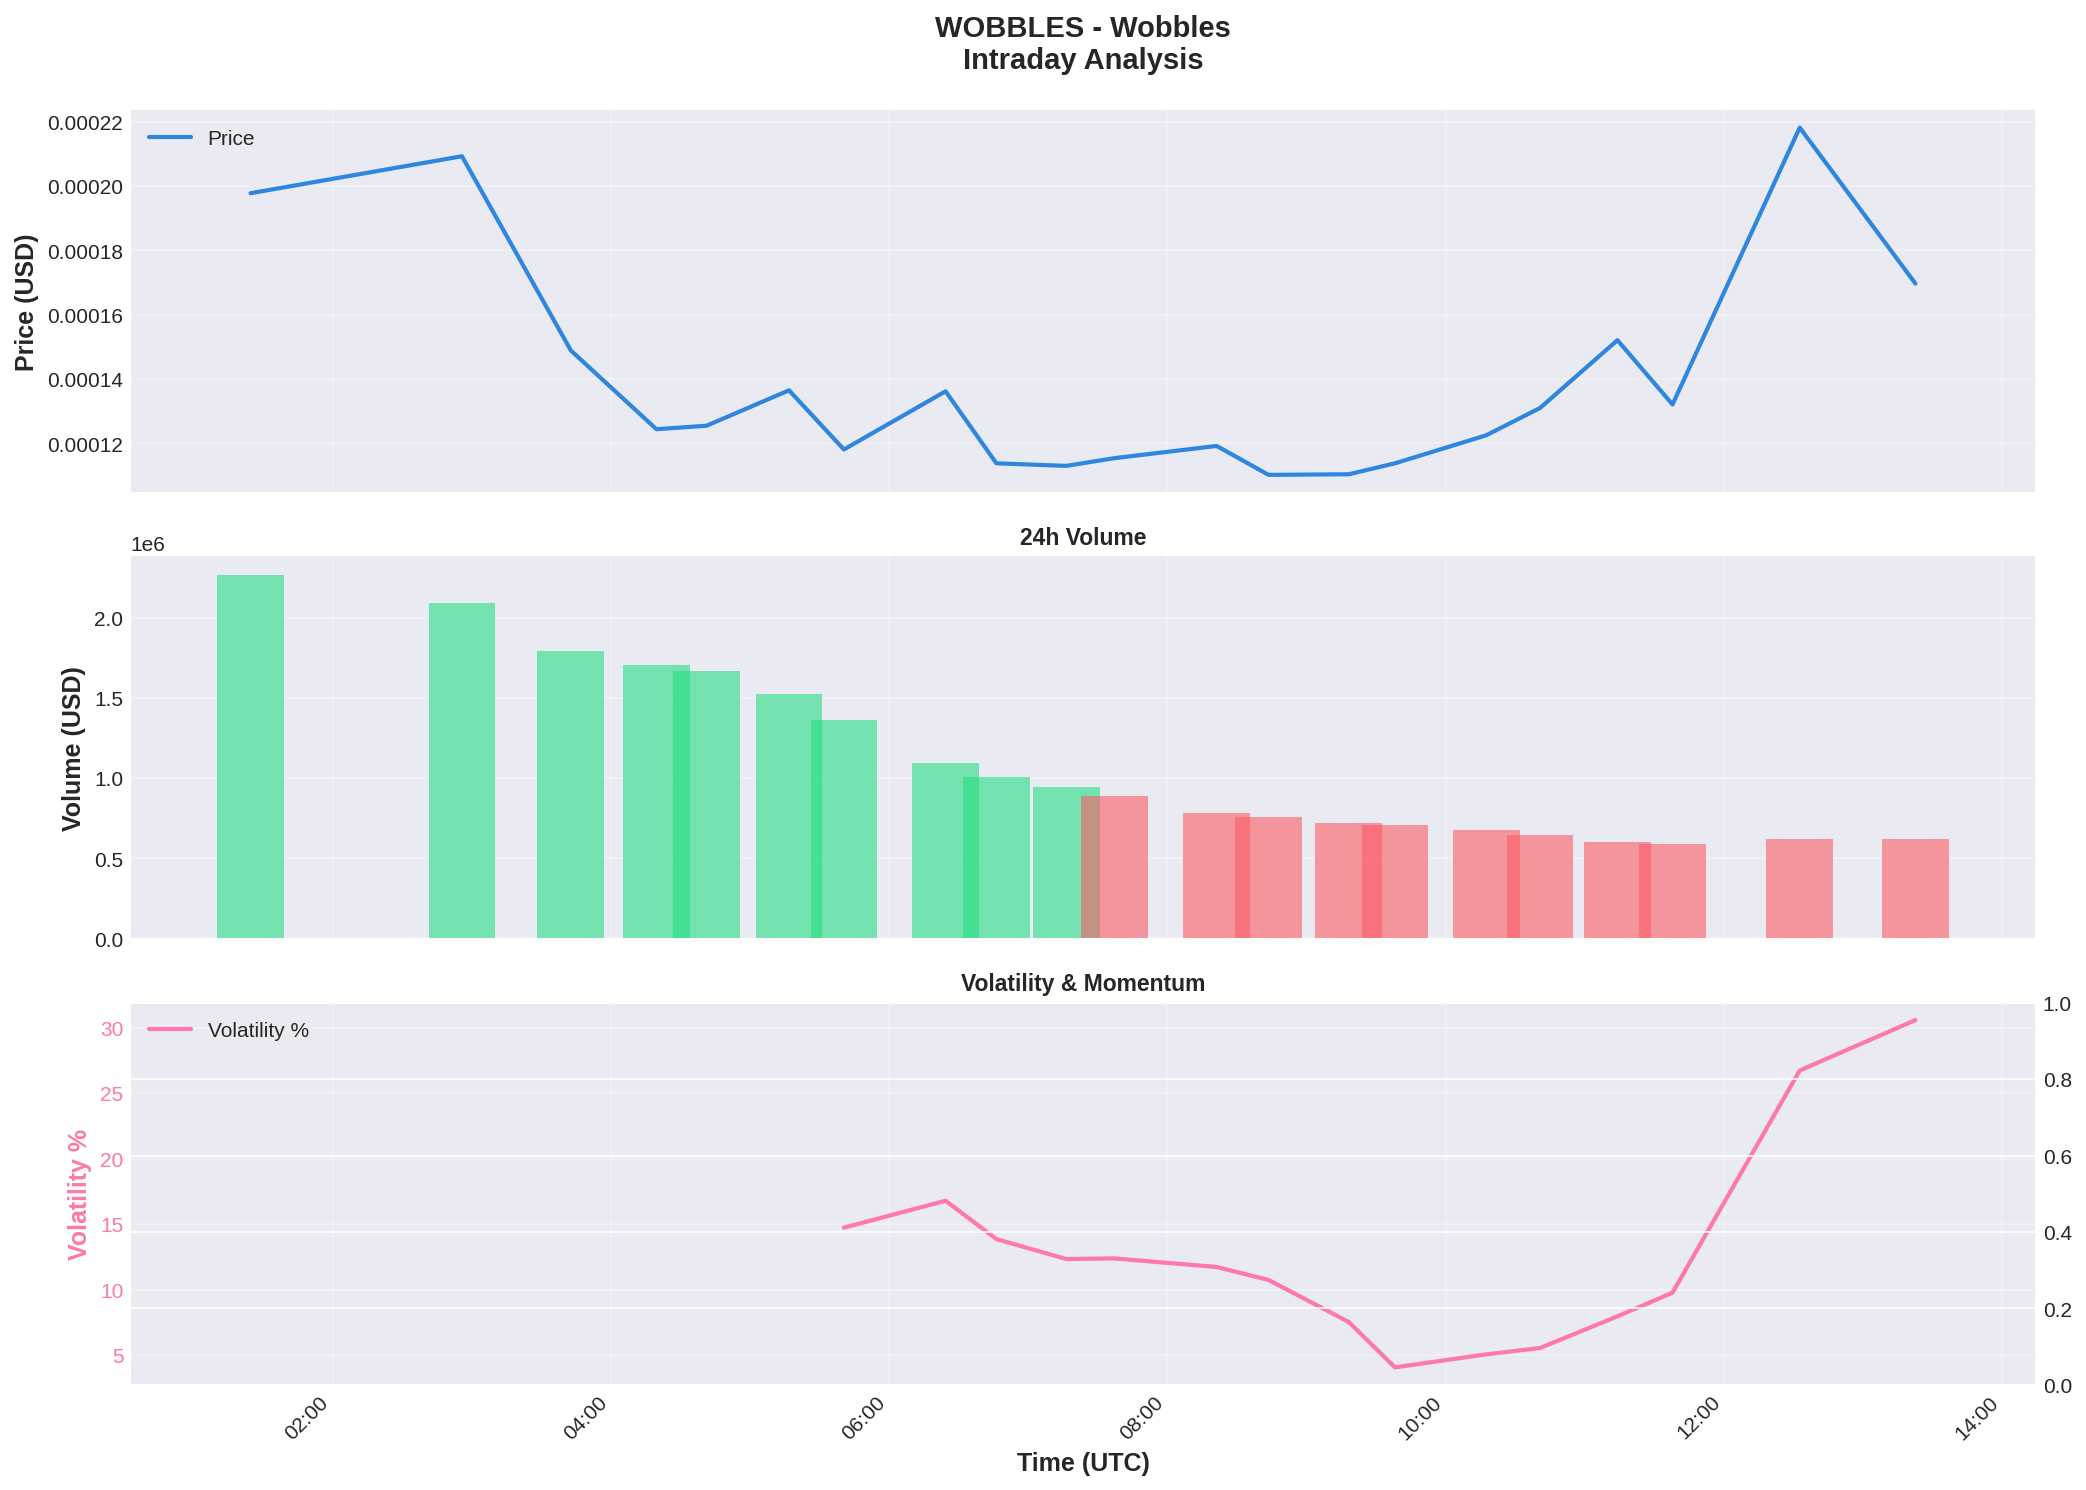 WOBBLES - Wobbles
Intraday Analysis
Price
Price (USD)
0.00022
0.00020
0.00018
0.00016
0.00014
0.00012
24h Volume
1e6
Volume (USD)
2.0
1.5
1.0
0.5
0.0
Volatility & Momentum
Volatility %
Volatility %
30
25
20
15
10
5
1.0
0.8
0.6
0.4
0.2
0.0
02:00
04:00
06:00
08:00
10:00
12:00
14:00
Time (UTC)